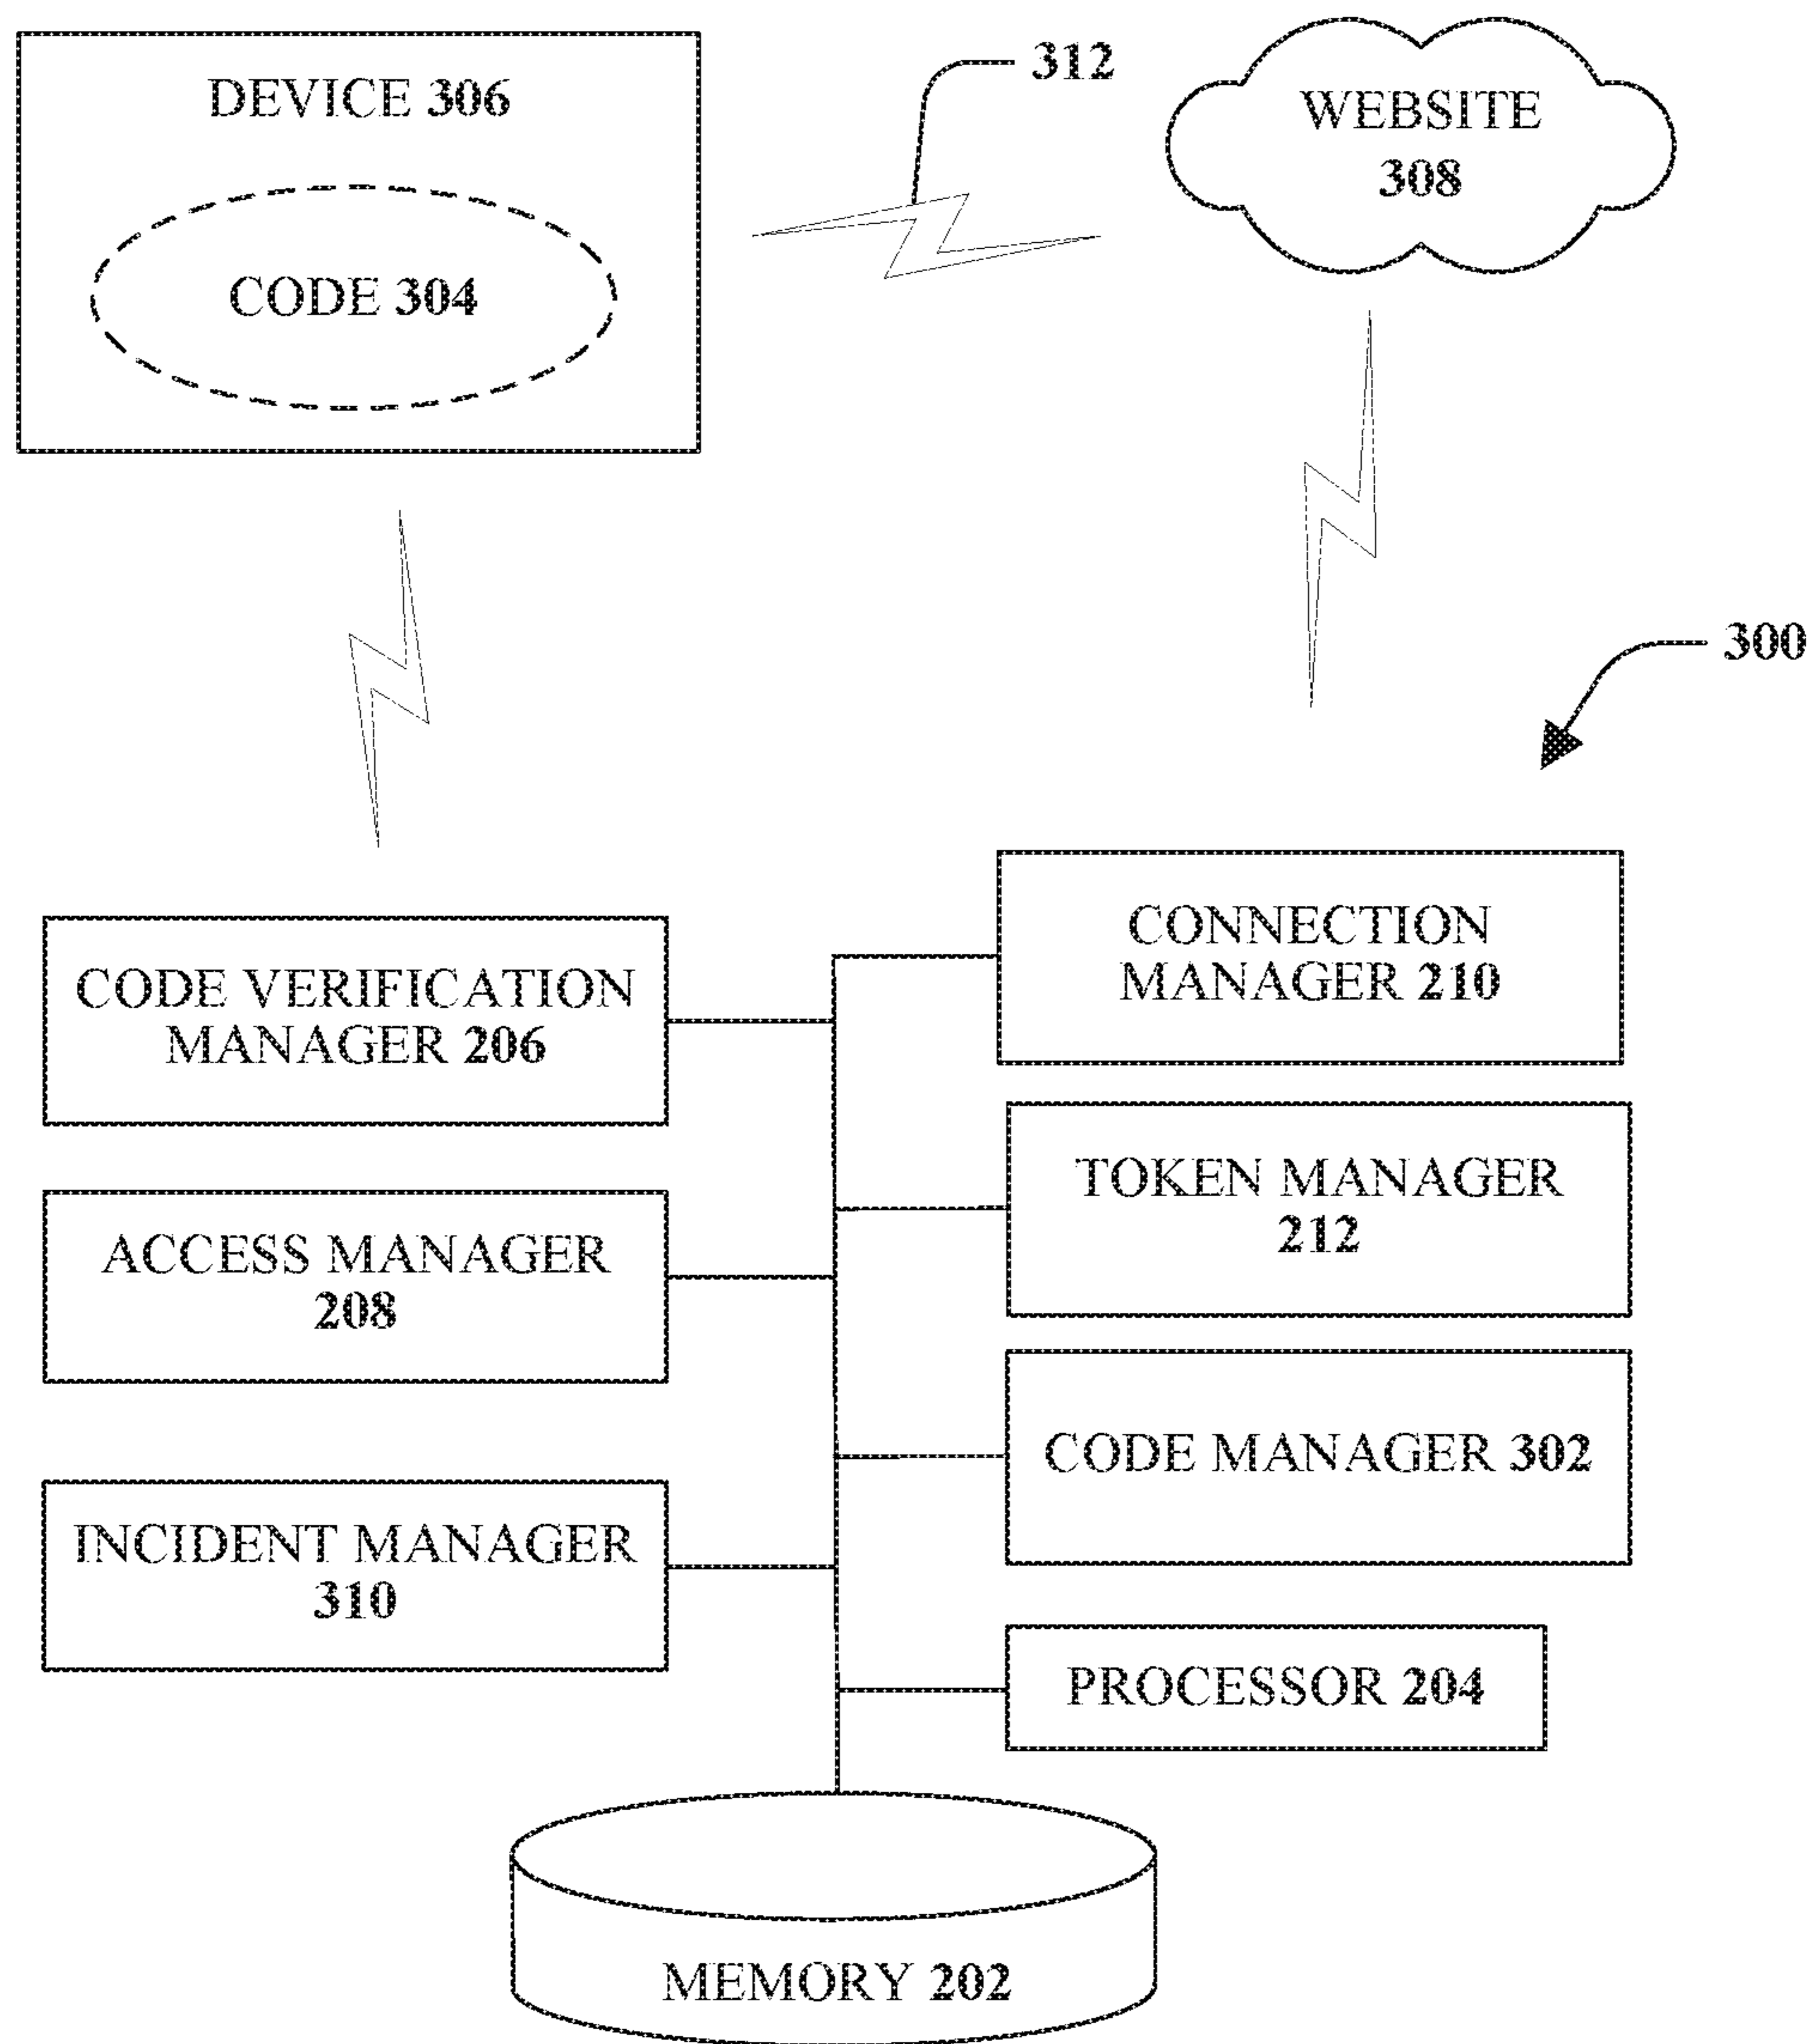 DEVICE 306
CODE 304
312
WEBSITE
308
300
CODE VERIFICATION
MANAGER 206
ACCESS MANAGER
208
INCIDENT MANAGER
310
CONNECTION
MANAGER 210
TOKEN MANAGER
212
CODE MANAGER 302
PROCESSOR 204
MEMORY 202